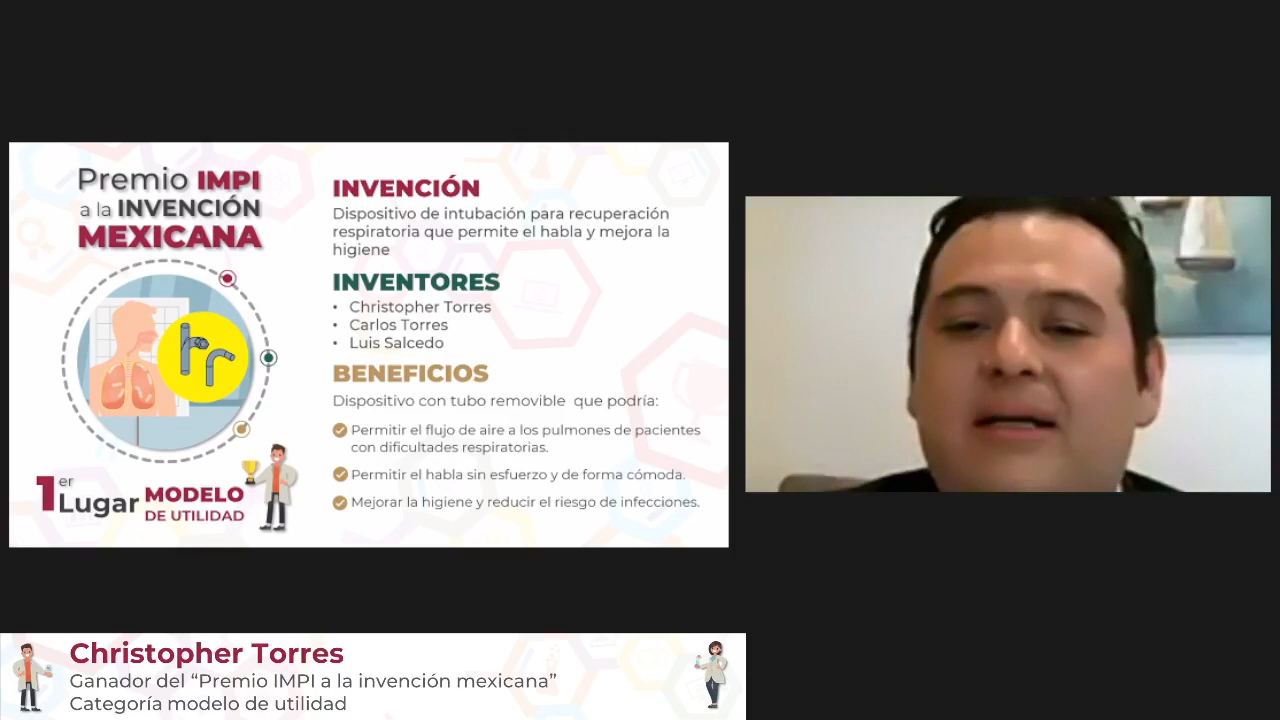 Premio IMPI
a la INVENCIÓN
MEXICANA
1er Lugar MODELO
DE UTILIDAD
INVENCIÓN
Dispositivo de intubación para recuperación
respiratoria que permite el habla y mejora la
higiene
INVENTORES
• Christopher Torres
• Carlos Torres
• Luis Salcedo
BENEFICIOS
Dispositivo con tubo removible que podría:
Permitir el flujo de aire a los pulmones de pacientes
con dificultades respiratorias.
Permitir el habla sin esfuerzo y de forma cómoda.
Mejorar la higiene y reducir el riesgo de infecciones.
Christopher Torres
Ganador del “Premio IMPI a la invención mexicana”
Categoría modelo de utilidad